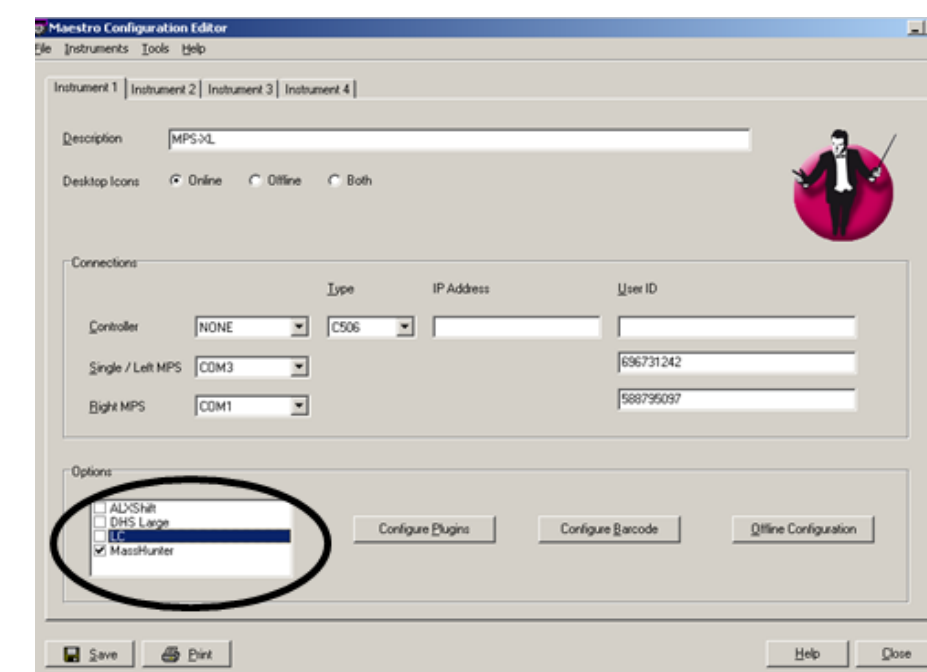 Maestro Configuration Editor
File Instruments Tools Help
Instrument 1 Instrument 2 Instrument 3 Instrument 4
Description MPS-XL
Desktop Icons Online Offline Both
Connections
Type IP Address User ID
Controller NONE C506
Single / Left MPS COM3 696731242
Right MPS COM1 588795097
Options
ALXShift
DHS Large
LC
MassHunter
Configure Plugins Configure Barcode Offline Configuration
Save Print Help Close